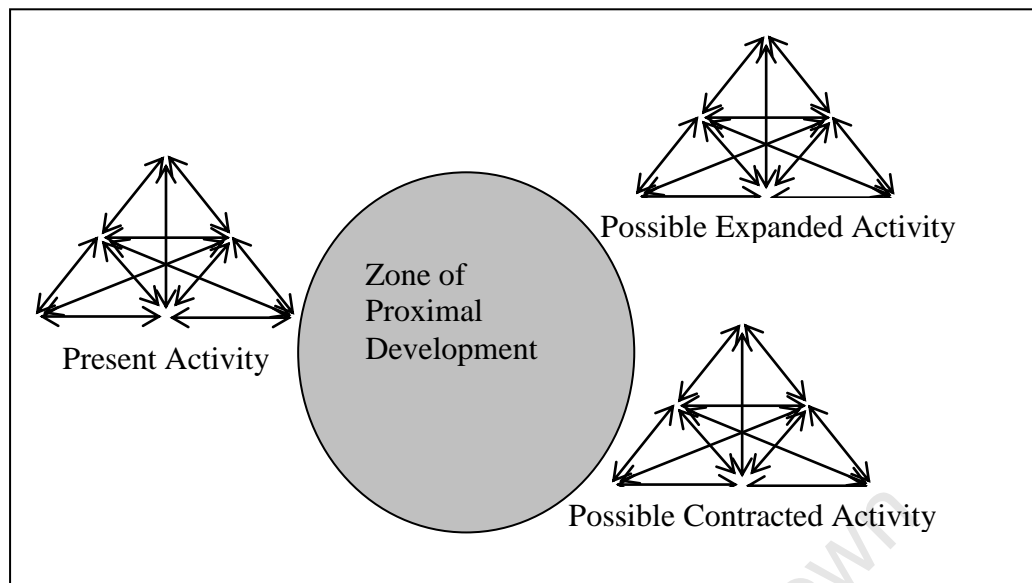 Possible Expanded Activity
Zone of
Proximal
Development
Present Activity
Possible Contracted Activity